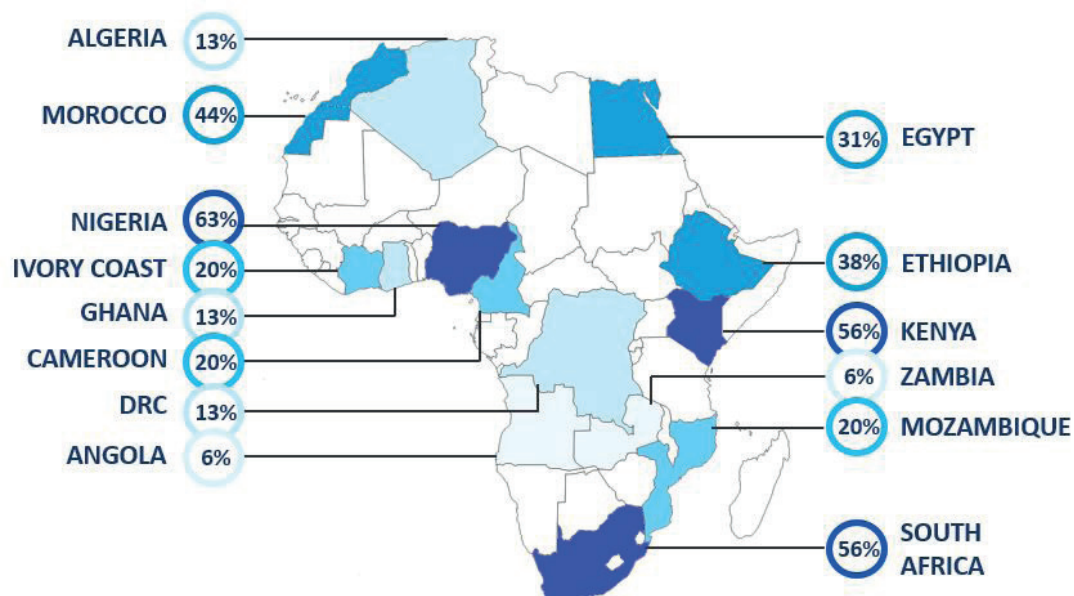 ALGERIA 13%
MOROCCO 44%
NIGERIA 63%
IVORY COAST 20%
GHANA 13%
CAMEROON 20%
DRC 13%
ANGOLA 6%
31% EGYPT
38% ETHIOPIA
56% KENYA
6% ZAMBIA
20% MOZAMBIQUE
56% SOUTH
AFRICA